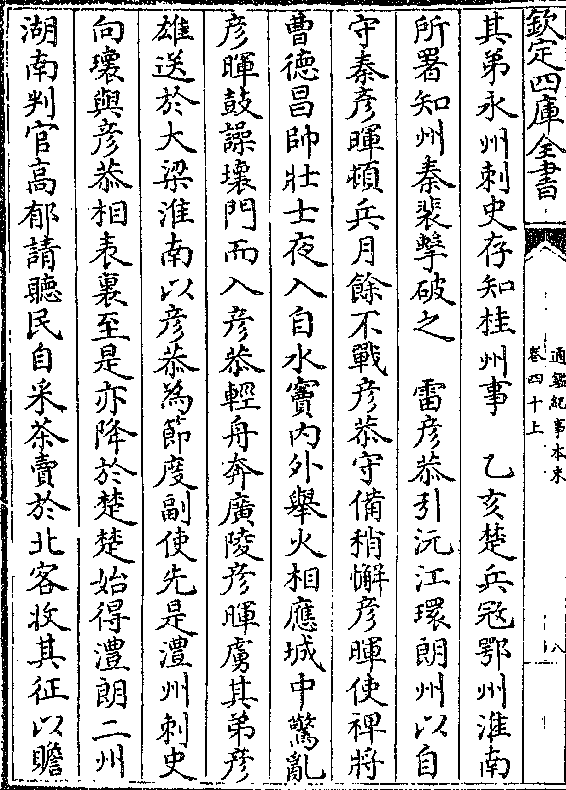 欽定四庫全書
通鑑紀事本末
卷四十上
八
其弟永州刺史存知桂州事　乙亥楚兵冦鄂州淮南
所署知州秦裴擊破之　雷彦恭引沅江環朗州以自
守秦彦暉頓兵月餘不戰彦恭守備稍懈彦暉使裨將
曹德昌帥壯士夜入自水竇内外舉火相應城中驚亂
彦暉鼓譟壞門而入彦恭輕舟奔廣陵彦暉虜其弟彦
雄送於大梁淮南以彦恭為節度副使先是澧州刺史
向瓌與彦恭相表裏至是亦降於楚楚始得澧朗二州
湖南判官高郁請聽民自采茶賣於北客收其征以贍